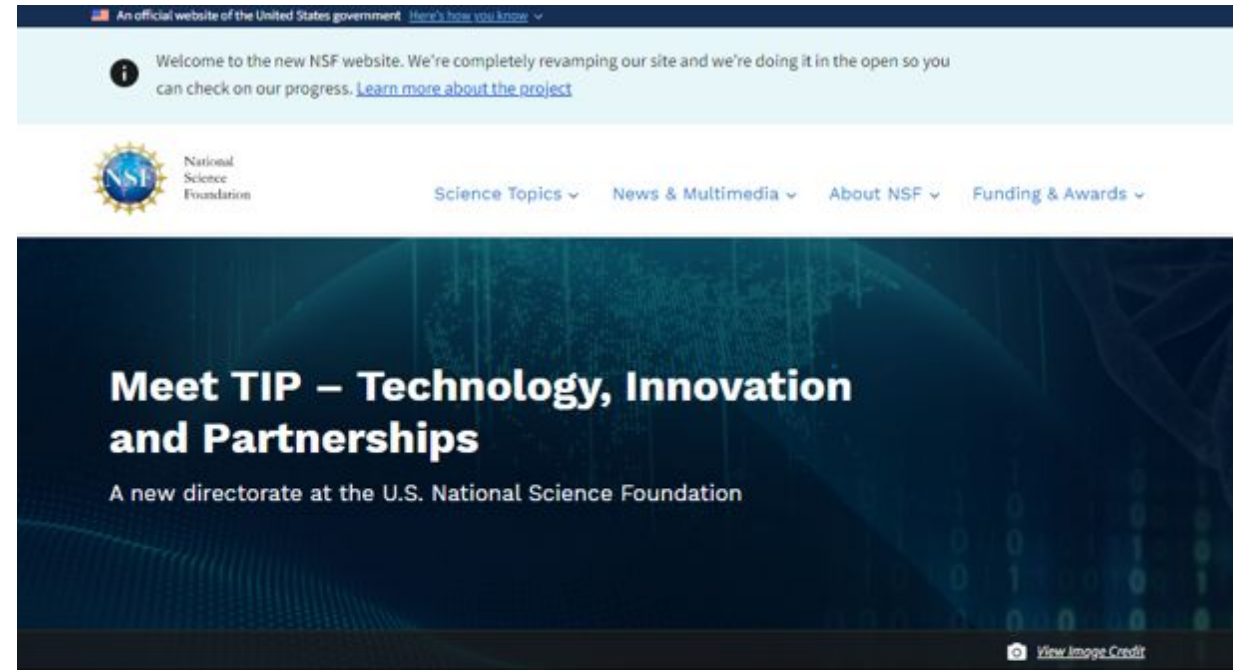 An official website of the United States government Here's how you know
Welcome to the new NSF website. We're completely revamping our site and we're doing it in the open so you
can check on our progress. Learn more about the project
NSF
National
Science
Foundation
Science Topics News & Multimedia About NSF Funding & Awards
Meet TIP – Technology, Innovation
and Partnerships
A new directorate at the U.S. National Science Foundation
View Image Credit